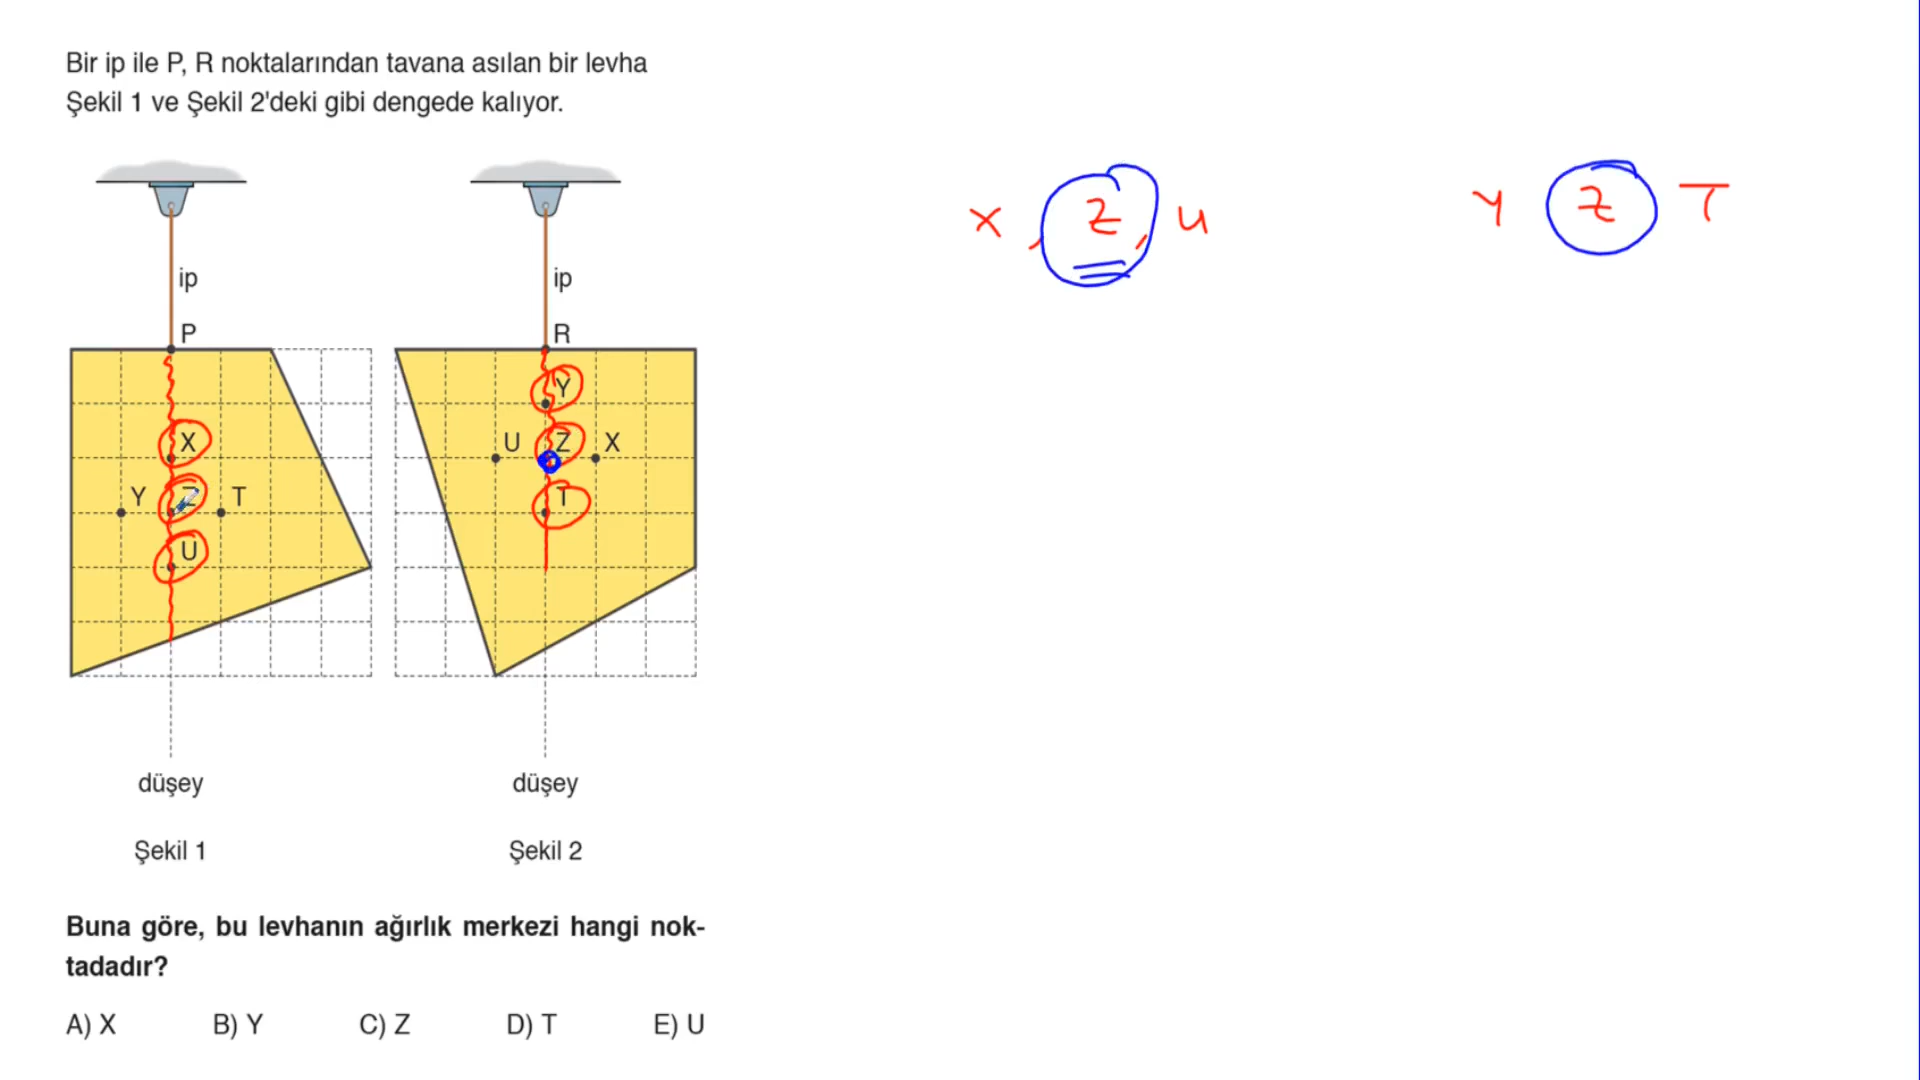 Bir ip ile P, R noktalarından tavana asılan bir levha
Şekil 1 ve Şekil 2'deki gibi dengede kalıyor.
X, Z, U
Y Z T
ip
ip
P
R
Y
X
U Z X
Y Z T
T
U
düşey
düşey
Şekil 1
Şekil 2
Buna göre, bu levhanın ağırlık merkezi hangi nok-
tadadır?
A) X B) Y C) Z D) T E) U